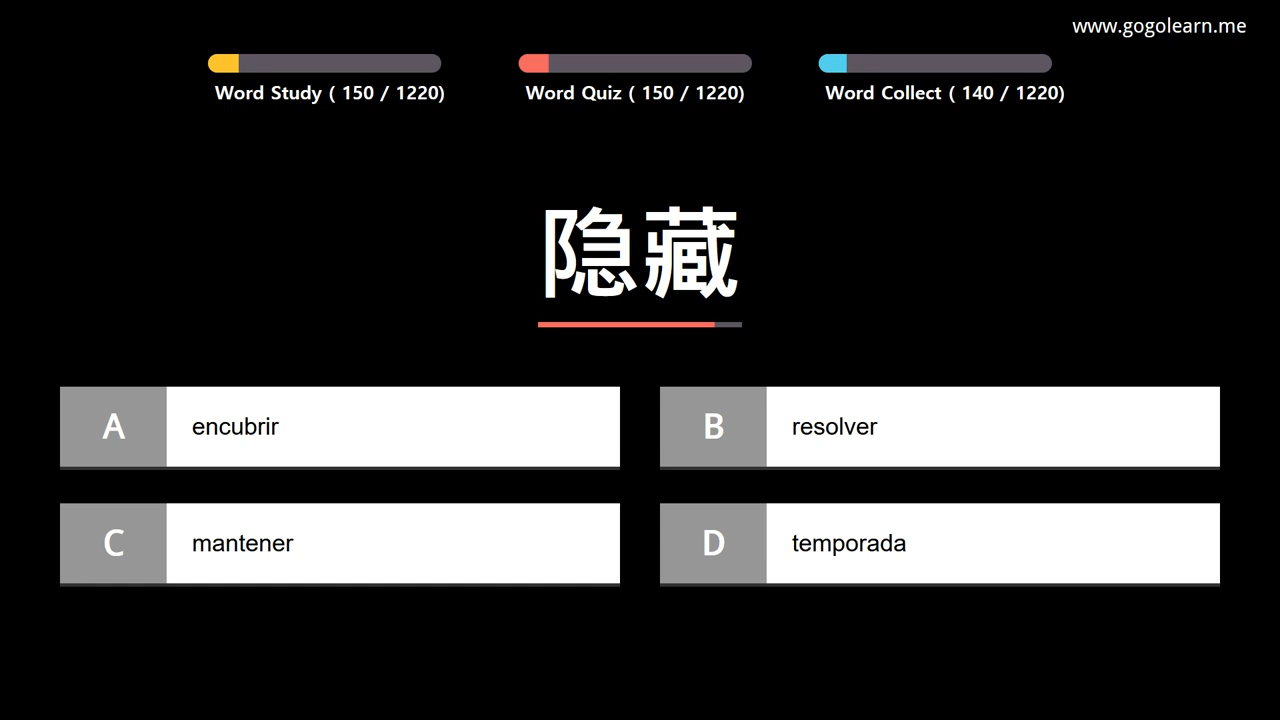 www.gogolearn.me
Word Study ( 150 / 1220)
Word Quiz ( 150 / 1220)
Word Collect ( 140 / 1220)
隐藏
A encubrir
B resolver
C mantener
D temporada